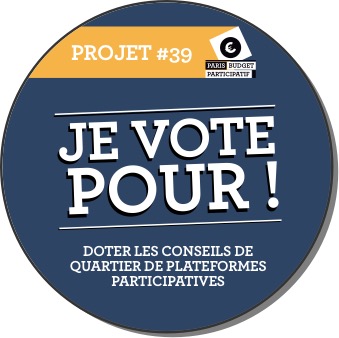 PROJET #39
€
PARIS BUDGET
PARTICIPATIF
JE VOTE
POUR !
DOTER LES CONSEILS DE
QUARTIER DE PLATEFORMES
PARTICIPATIVES